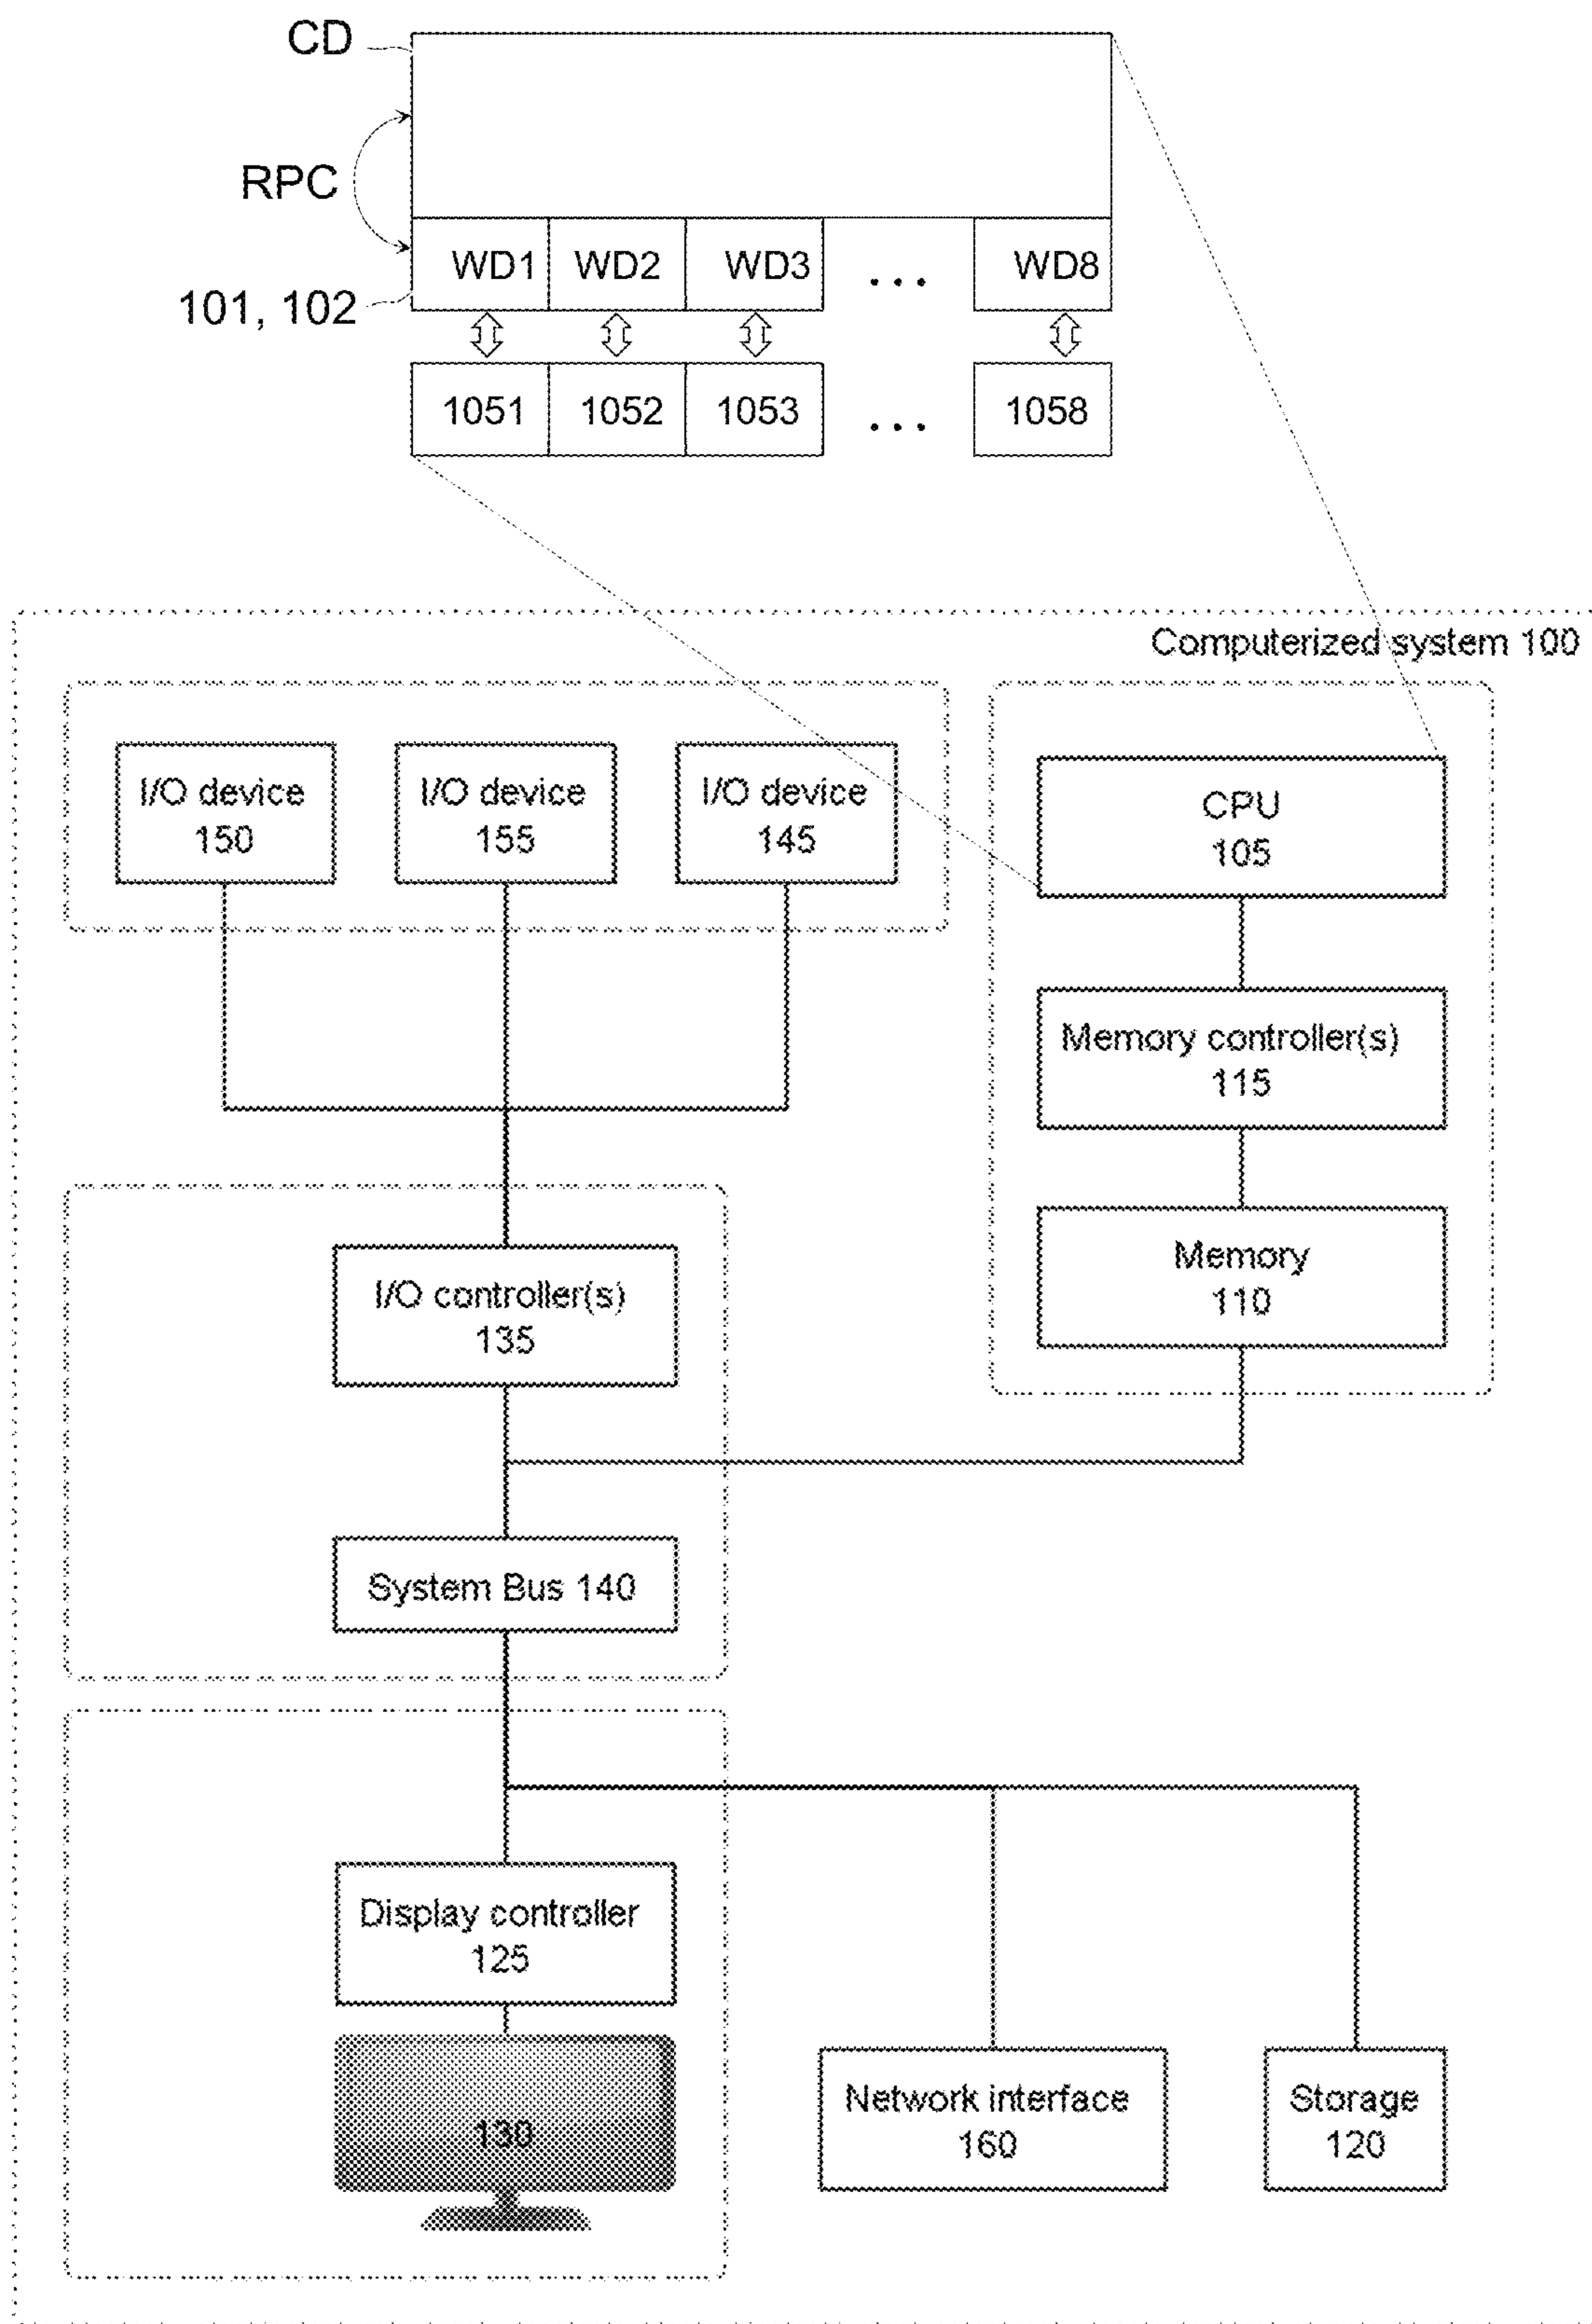 CD
RPC
WD1 WD2 WD3 ... WD8
101, 102
1051 1052 1053 ... 1058
Computerized system 100
I/O device
150
I/O device
155
I/O device
145
CPU
105
Memory controller(s)
115
Memory
110
I/O controller(s)
135
System Bus 140
Display controller
125
130
Network interface
160
Storage
120